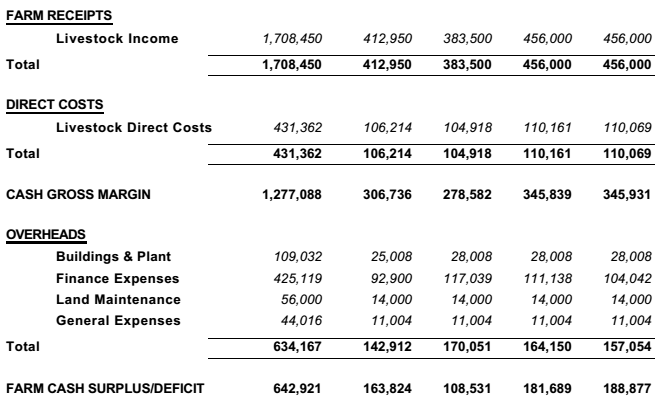 FARM RECEIPTS
Livestock Income 1,708,450 412,950 383,500 456,000 456,000
Total 1,708,450 412,950 383,500 456,000 456,000
DIRECT COSTS
Livestock Direct Costs 431,362 106,214 104,918 110,161 110,069
Total 431,362 106,214 104,918 110,161 110,069
CASH GROSS MARGIN 1,277,088 306,736 278,582 345,839 345,931
OVERHEADS
Buildings & Plant 109,032 25,008 28,008 28,008 28,008
Finance Expenses 425,119 92,900 117,039 111,138 104,042
Land Maintenance 56,000 14,000 14,000 14,000 14,000
General Expenses 44,016 11,004 11,004 11,004 11,004
Total 634,167 142,912 170,051 164,150 157,054
FARM CASH SURPLUS/DEFICIT 642,921 163,824 108,531 181,689 188,877